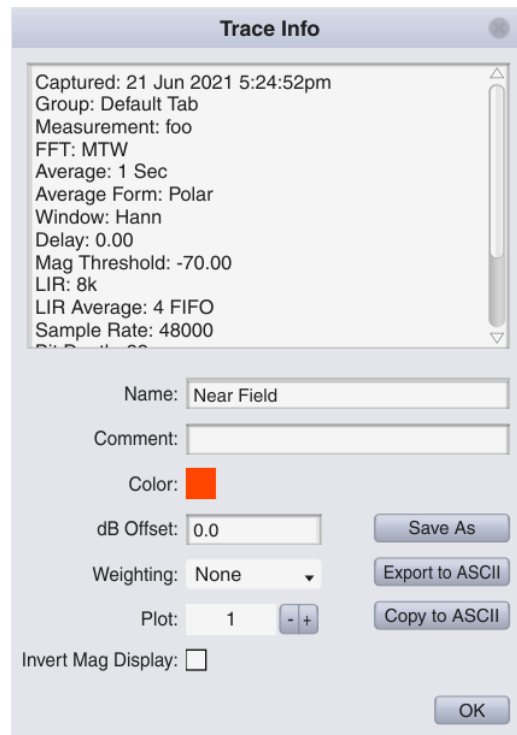 Trace Info
Captured: 21 Jun 2021 5:24:52pm
Group: Default Tab
Measurement: foo
FFT: MTW
Average: 1 Sec
Average Form: Polar
Window: Hann
Delay: 0.00
Mag Threshold: -70.00
LIR: 8k
LIR Average: 4 FIFO
Sample Rate: 48000
Name: Near Field
Comment:
Color:
dB Offset: 0.0 Save As
Weighting: None Export to ASCII
Plot: 1 - + Copy to ASCII
Invert Mag Display:
OK